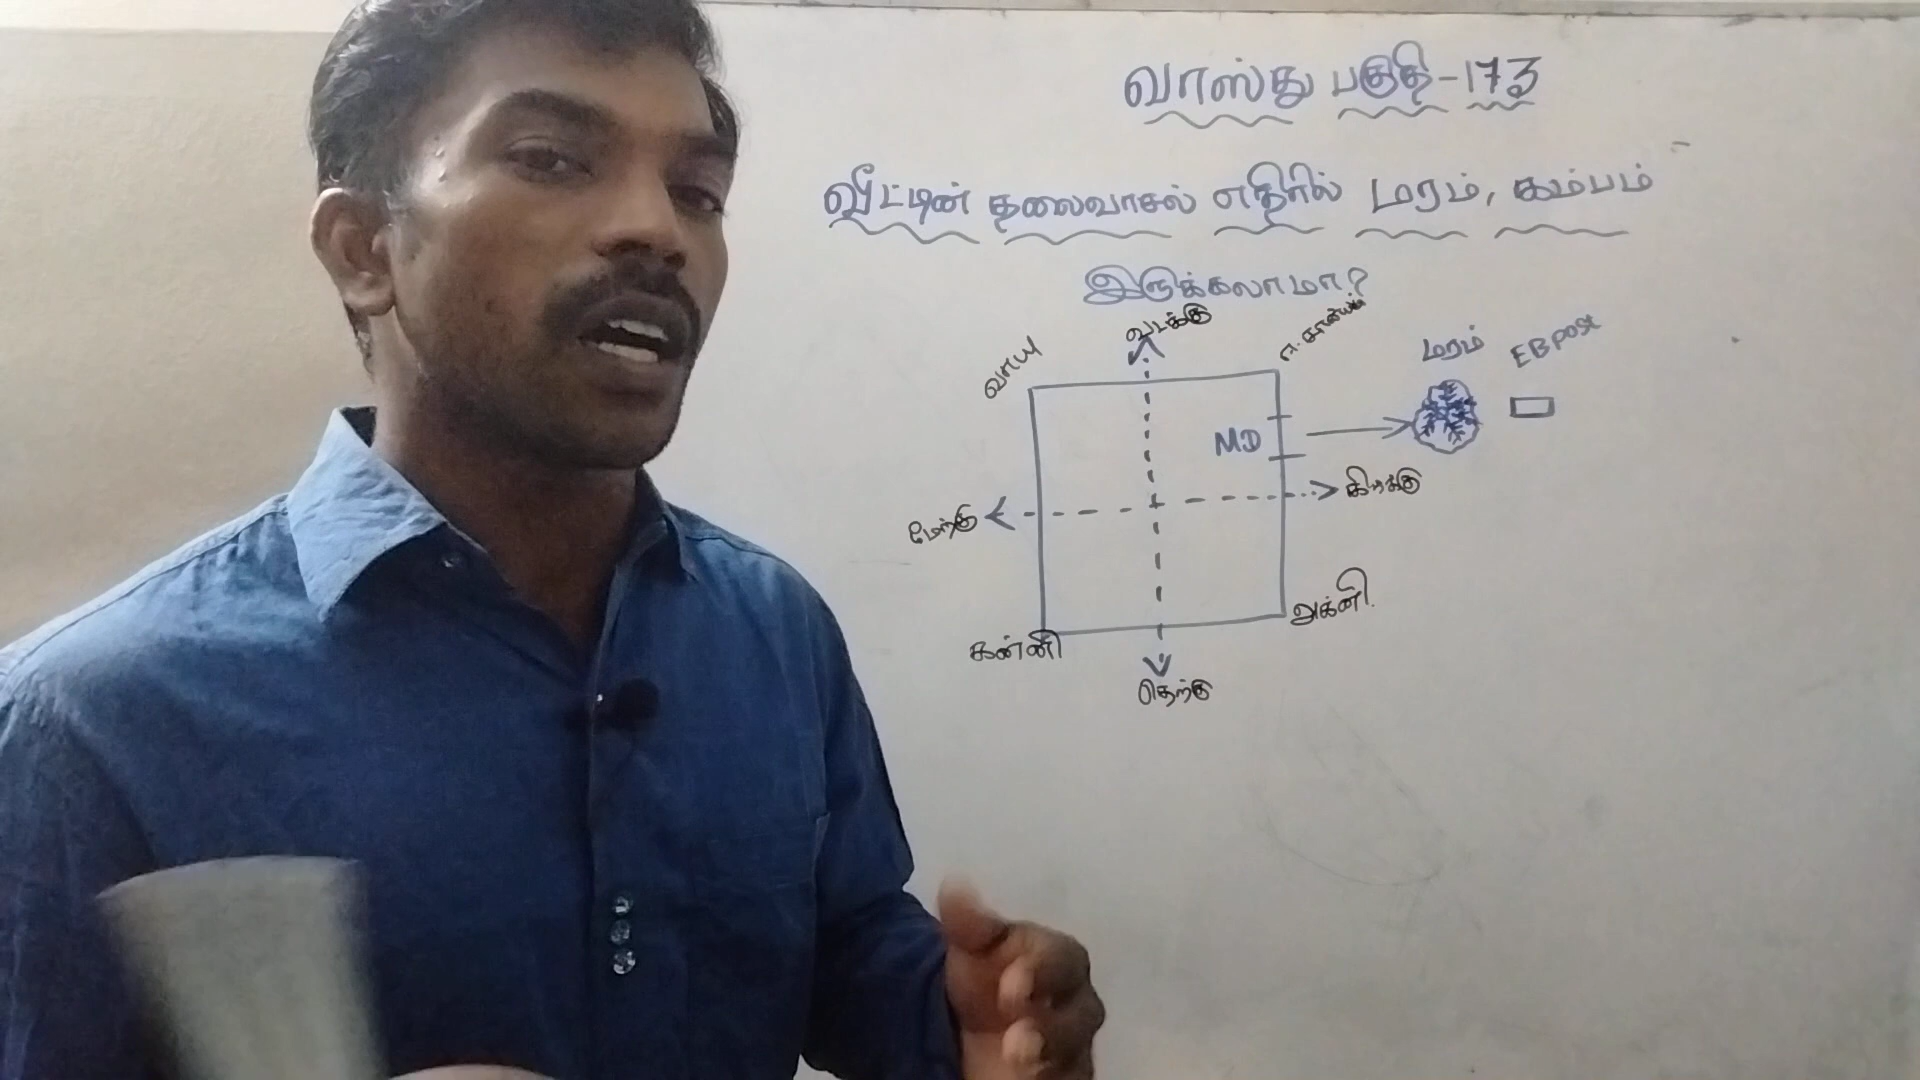 வாஸ்து பகுதி - 173
வீட்டின் தலைவாசல் எதிரில் மரம், கம்பம்
இருக்கலாமா?
வடக்கு
வாயு
மரம்
EB post
MD
மேற்கு
கிழக்கு
கன்னி
அக்னி.
தெற்கு